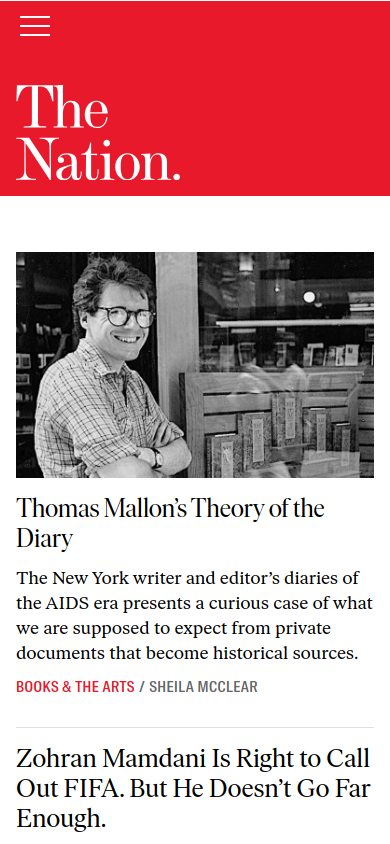 The
Nation.
Thomas Mallon's Theory of the
Diary
The New York writer and editor's diaries of
the AIDS era presents a curious case of what
we are supposed to expect from private
documents that become historical sources.
BOOKS & THE ARTS / SHEILA MCCLEAR
Zohran Mamdani Is Right to Call
Out FIFA. But He Doesn't Go Far
Enough.